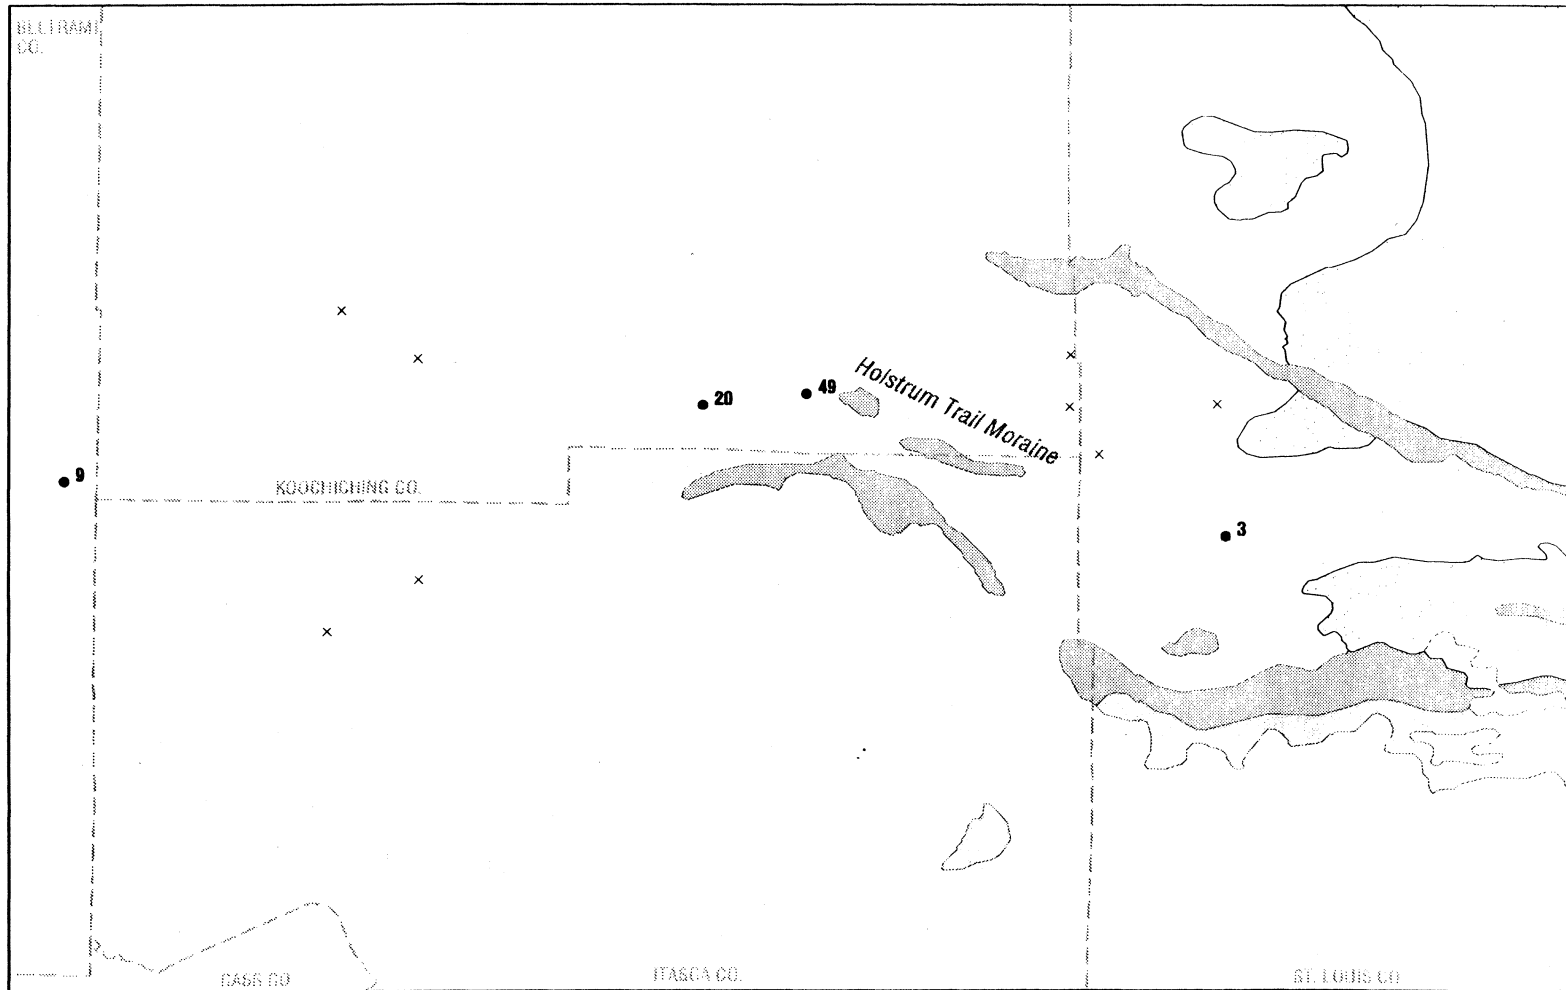 BELTRAMI
CO.
Holstrum Trail Moraine
49
20
9
KOOCHICHING CO.
3
CASS CO
ITASCA CO.
ST. LOUIS CO